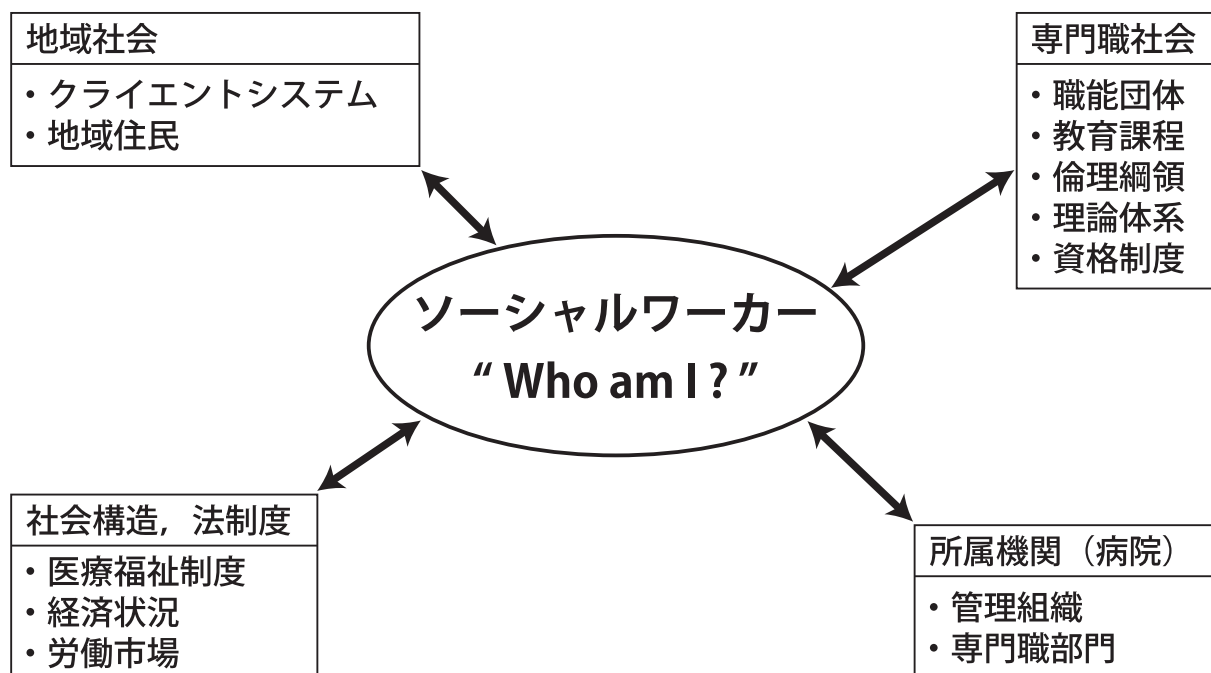 地域社会
・クライエントシステム
・地域住民
専門職社会
・職能団体
・教育課程
・倫理綱領
・理論体系
・資格制度
ソーシャルワーカー
“ Who am I ? ”
社会構造，法制度
・医療福祉制度
・経済状況
・労働市場
所属機関（病院）
・管理組織
・専門職部門